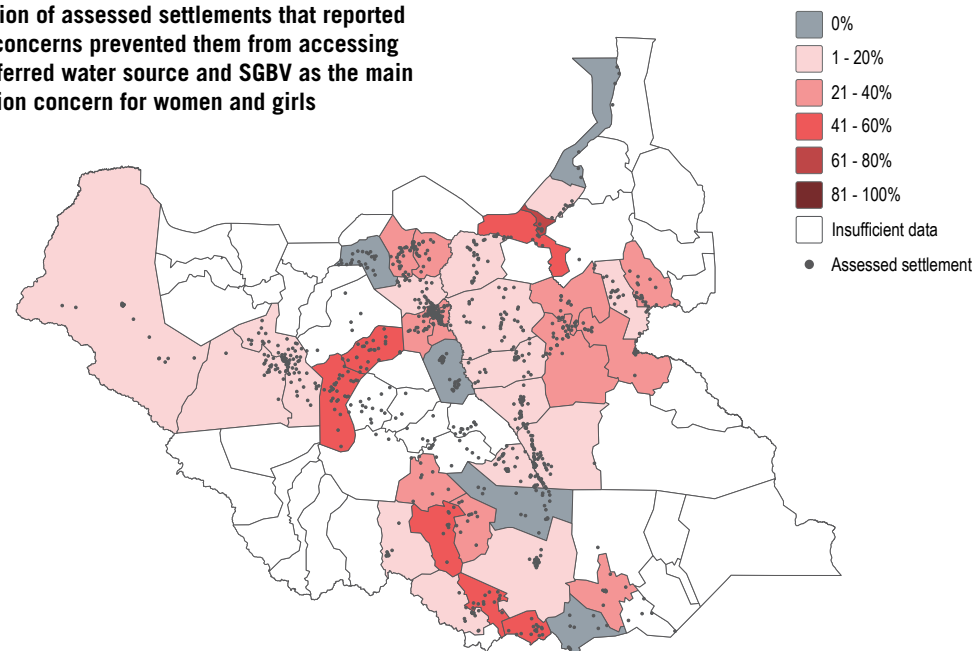 ion of assessed settlements that reported
concerns prevented them from accessing
ferred water source and SGBV as the main
ion concern for women and girls
0%
1 - 20%
21 - 40%
41 - 60%
61 - 80%
81 - 100%
Insufficient data
Assessed settlement